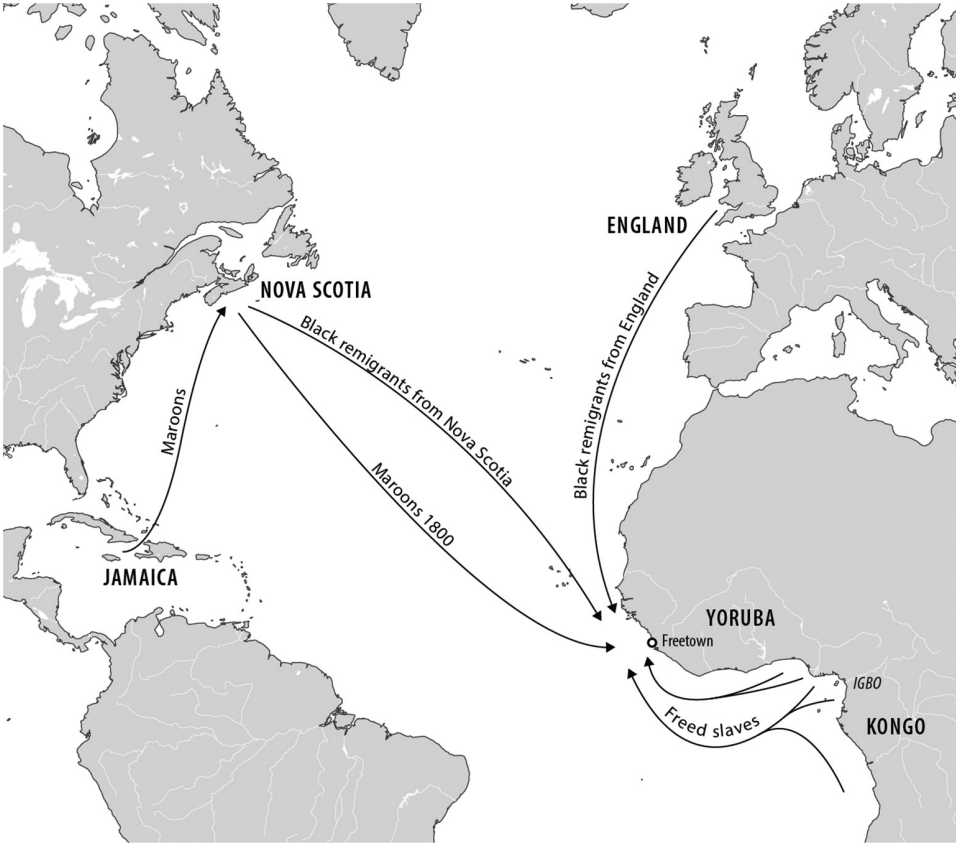 ENGLAND
NOVA SCOTIA
Black remigrants from England
Black remigrants from Nova Scotia
Maroons
Maroons 1800
JAMAICA
YORUBA
Freetown
IGBO
Freed slaves
KONGO